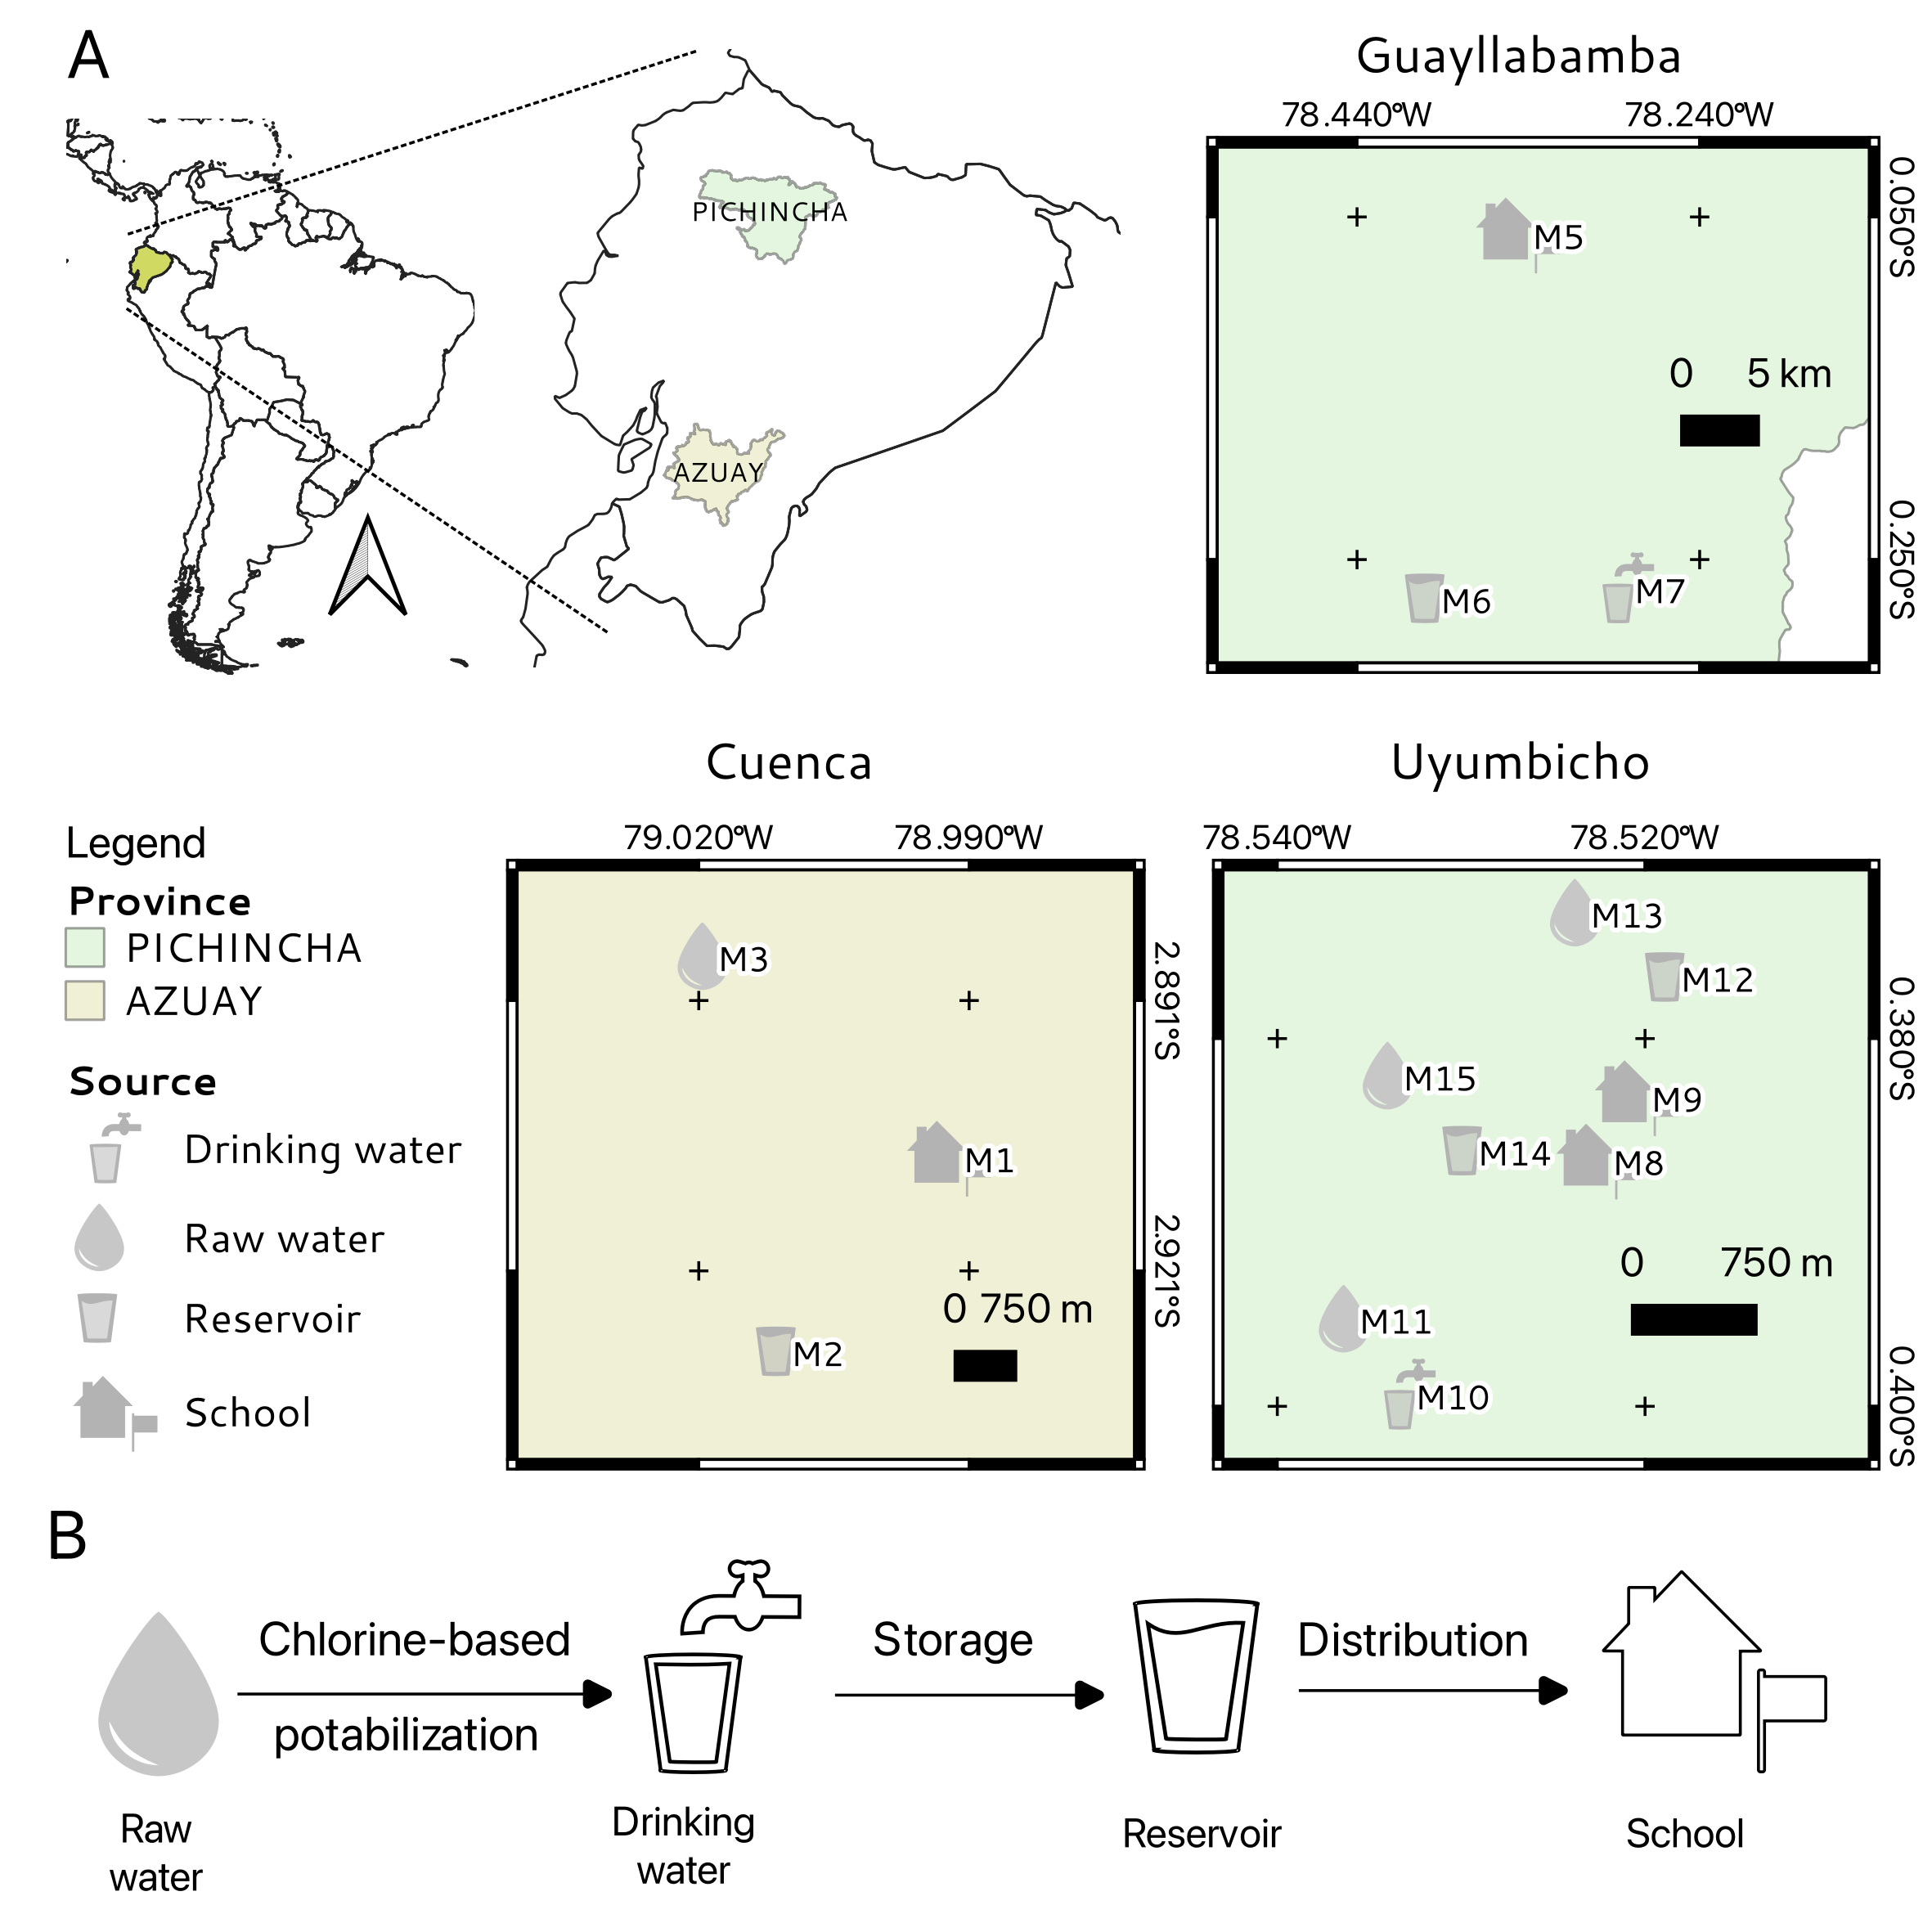 A
PICHINCHA
AZUAY
Guayllabamba
78.440°W 78.240°W
0.050°S
M5
0 5 km
0.250°S
M6
M7
Cuenca
79.020°W 78.990°W
2.891°S
M3
M1
2.921°S
0 750 m
M2
Uyumbicho
78.540°W 78.520°W
M13
M12
0.380°S
M15
M9
M14
M8
0 750 m
M11
M10
0.400°S
Legend
Province
PICHINCHA
AZUAY
Source
Drinking water
Raw water
Reservoir
School
B
Chlorine-based
potabilization
Storage
Distribution
Raw
water
Drinking
water
Reservoir
School